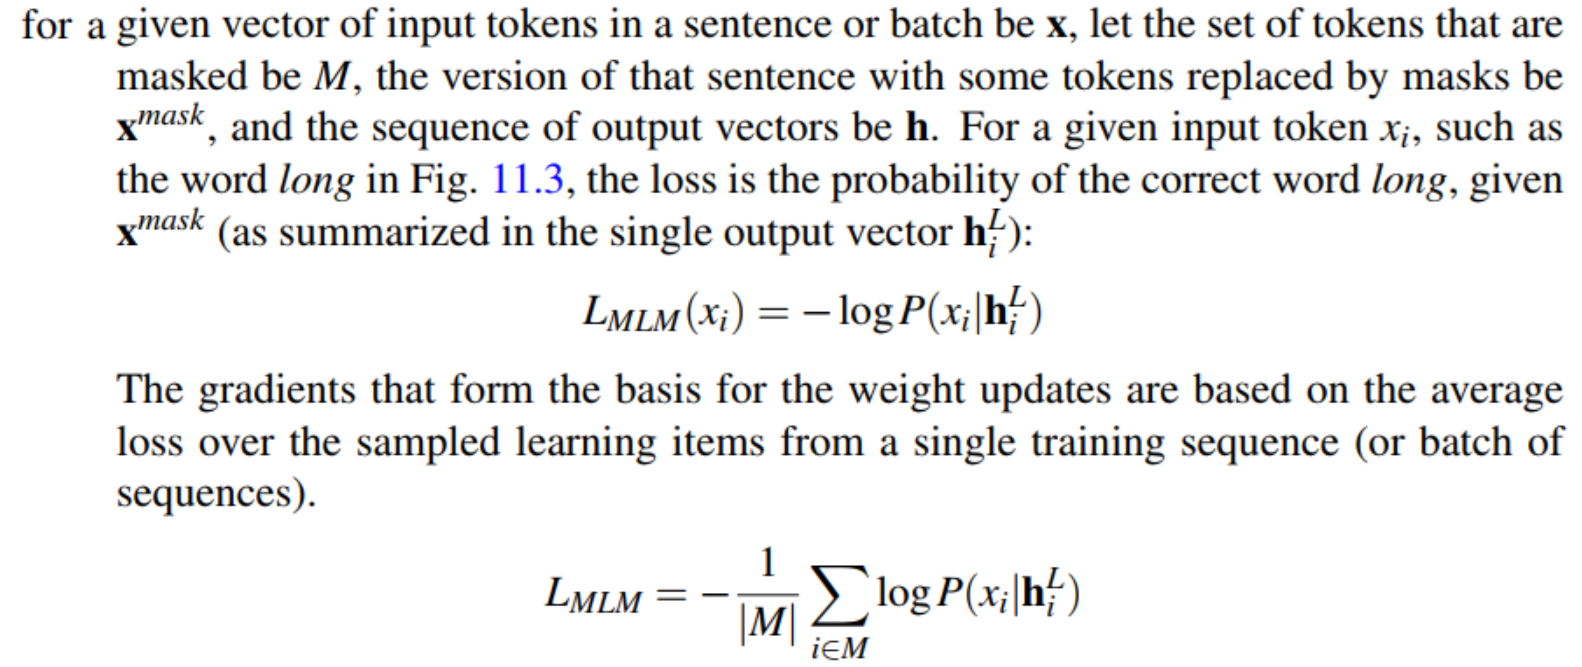 for a given vector of input tokens in a sentence or batch be x, let the set of tokens that are
masked be M, the version of that sentence with some tokens replaced by masks be
x^mask, and the sequence of output vectors be h. For a given input token x_i, such as
the word long in Fig. 11.3, the loss is the probability of the correct word long, given
x^mask (as summarized in the single output vector h_i^L):
L_MLM(x_i) = − log P(x_i|h_i^L)
The gradients that form the basis for the weight updates are based on the average
loss over the sampled learning items from a single training sequence (or batch of
sequences).
L_MLM = − 1/|M| ∑_{i∈M} log P(x_i|h_i^L)